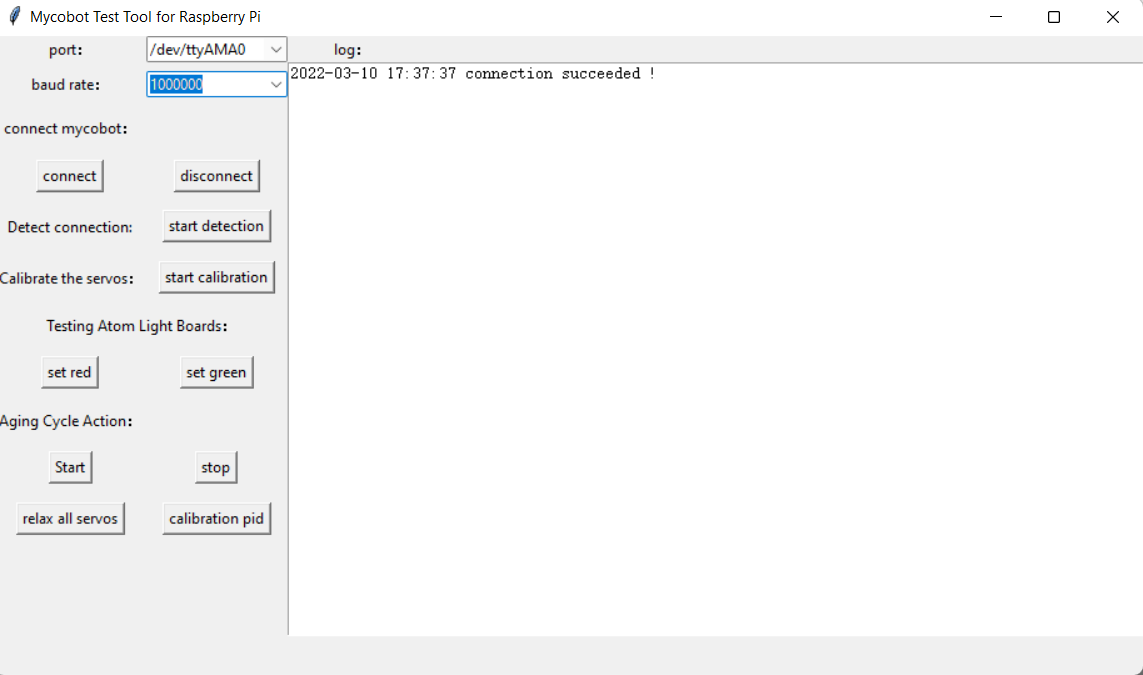 Mycobot Test Tool for Raspberry Pi
port: /dev/ttyAMA0 log:
baud rate: 1000000
2022-03-10 17:37:37 connection succeeded !
connect mycobot:
connect disconnect
Detect connection: start detection
Calibrate the servos: start calibration
Testing Atom Light Boards:
set red set green
Aging Cycle Action:
Start stop
relax all servos calibration pid